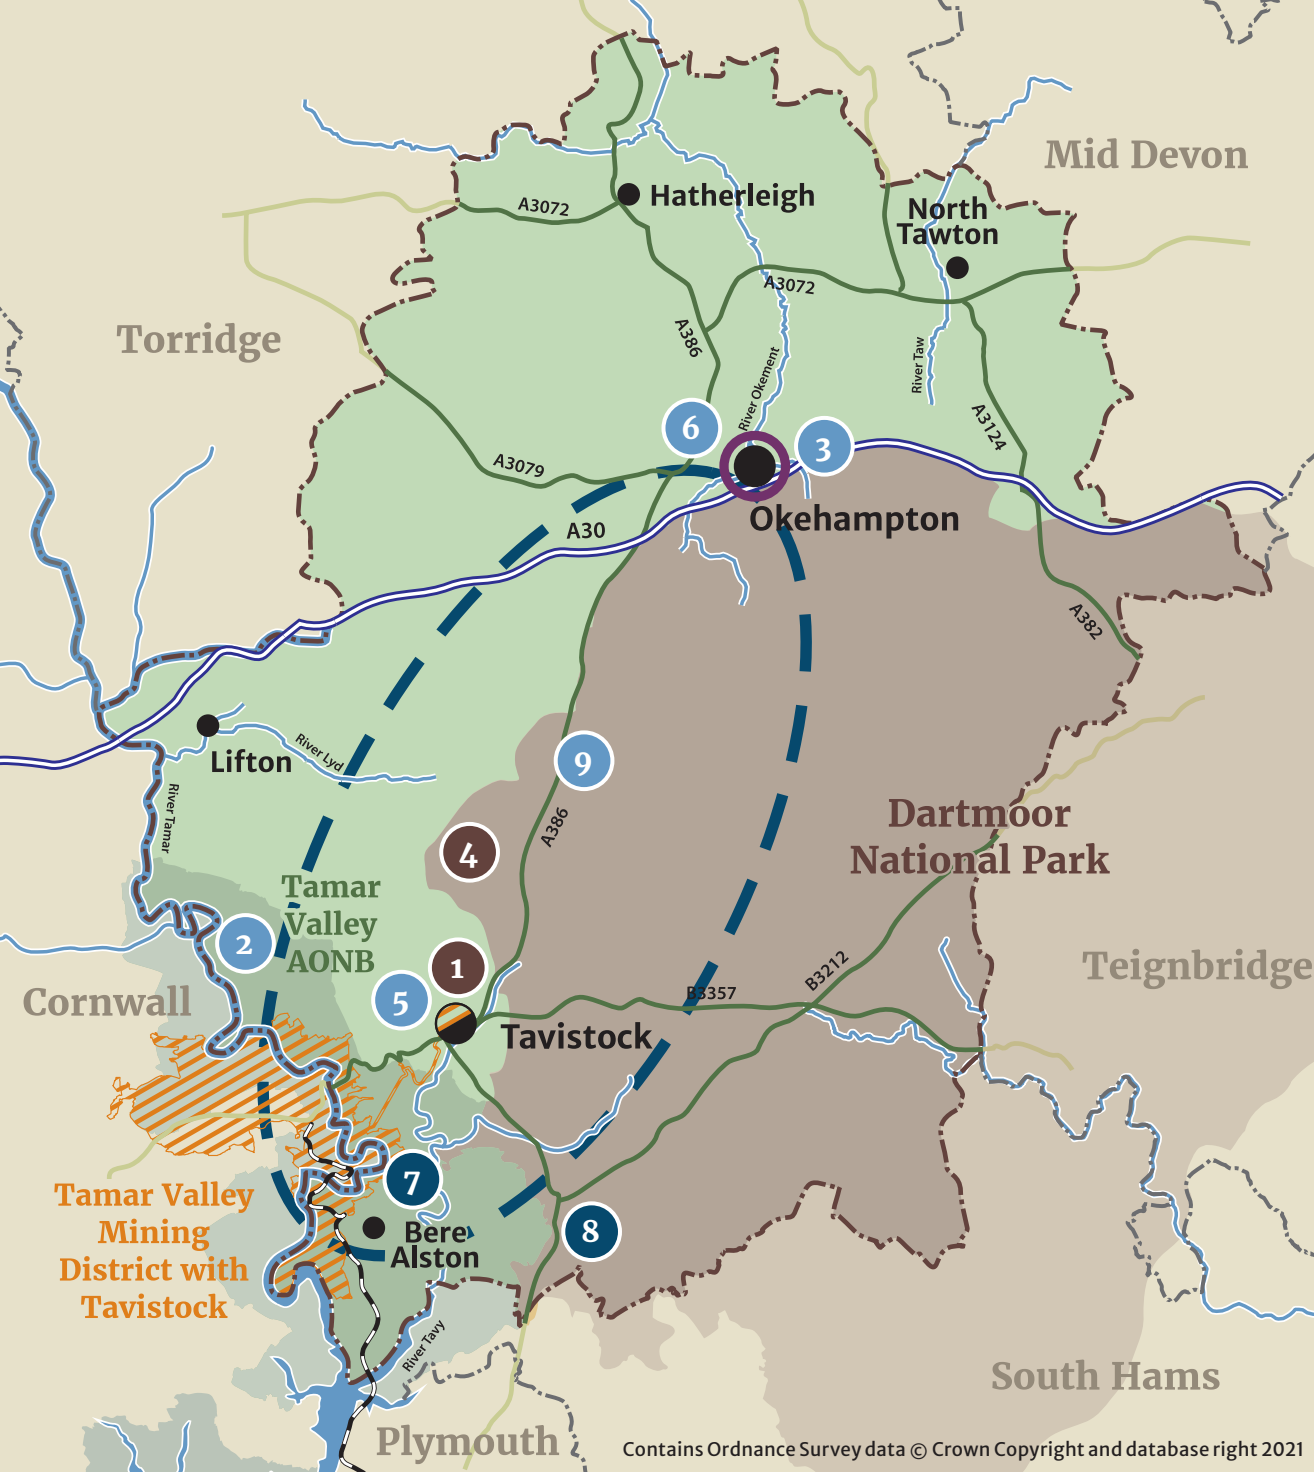 Mid Devon
Hatherleigh
A3072
North
Tawton
A3072
Torridge
A386
River Okement
River Taw
A3124
6
3
A3079
Okehampton
A30
A382
Lifton
River Lyd
9
River Tamar
A386
Dartmoor
National Park
4
Tamar
Valley
AONB
2
1
5
Teignbridge
B3212
B3357
Cornwall
Tavistock
7
Tamar Valley
Mining
District with
Tavistock
8
Bere
Alston
River Tavy
South Hams
Plymouth
Contains Ordnance Survey data © Crown Copyright and database right 2021